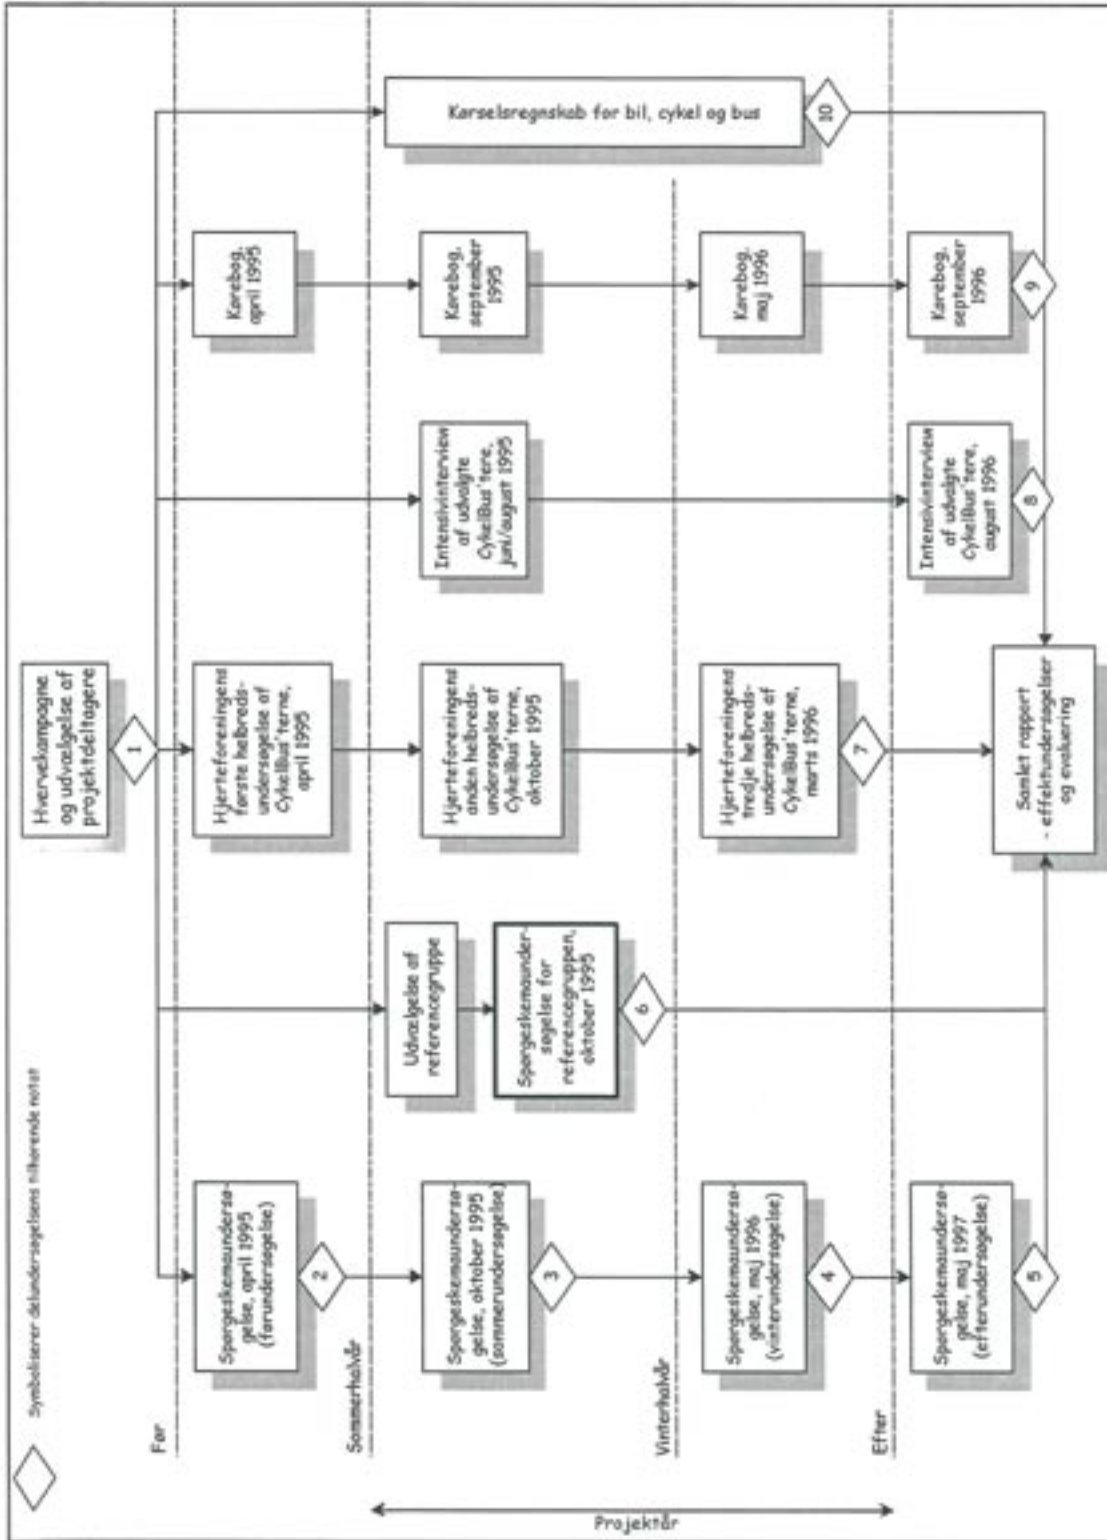 Symboliserer delundersøgelsens tilhørende notat
Hvervekampagne
og udvælgelse af
projektdeltagere
1
Før
Spørgeskemaundersø-
gelse, april 1995
(førundersøgelse)
2
Hjerteforeningens
første helbreds-
undersøgelse af
CykelBus'terne,
april 1995
Kørebog,
april 1995
Sommerhalvår
Projektår
Spørgeskemaundersø-
gelse, oktober 1995
(sommerundersøgelse)
3
Udvælgelse af
referencegruppe
Spørgeskemaunder-
søgelse for
referencegruppen,
oktober 1995
6
Hjerteforeningens
anden helbreds-
undersøgelse af
CykelBus'terne,
oktober 1995
Intensivinterview
af udvalgte
CykelBus'tere,
juni/august 1995
Kørebog,
september
1995
Kørselsregnskab for bil, cykel og bus
10
Vinterhalvår
Spørgeskemaundersø-
gelse, maj 1996
(vinterundersøgelse)
4
Hjerteforeningens
tredje helbreds-
undersøgelse af
CykelBus'terne,
marts 1996
7
Kørebog,
maj 1996
Efter
Spørgeskemaundersø-
gelse, maj 1997
(efterundersøgelse)
5
Intensivinterview
af udvalgte
CykelBus'tere,
august 1996
8
Kørebog,
september
1996
9
Samlet rapport
- effektundersøgelser
og evaluering